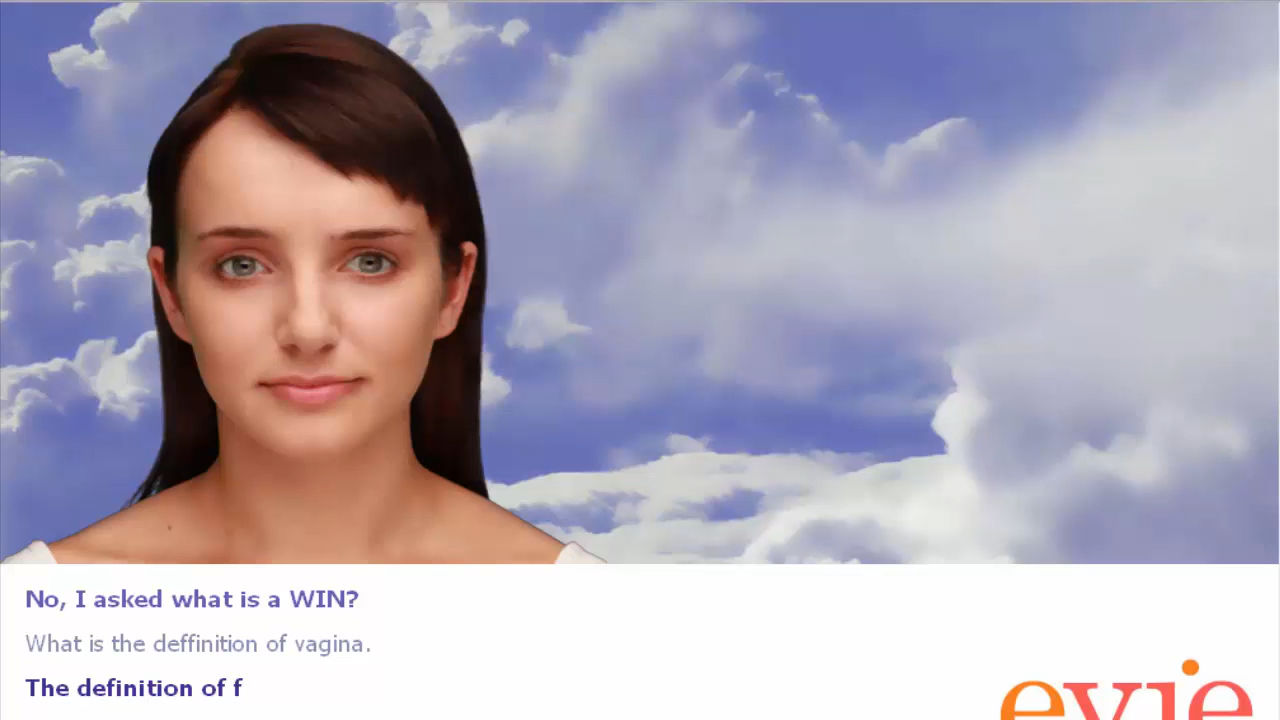 No, I asked what is a WIN?
What is the deffinition of vagina.
The definition of f
evie